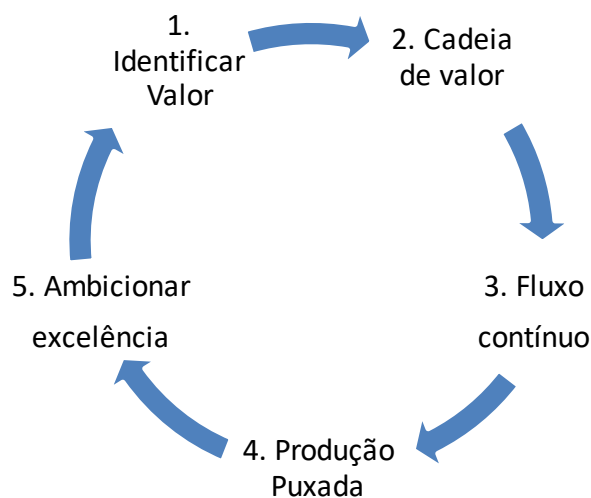 1.
Identificar
Valor
2. Cadeia
de valor
3. Fluxo
contínuo
4. Produção
Puxada
5. Ambicionar
excelência